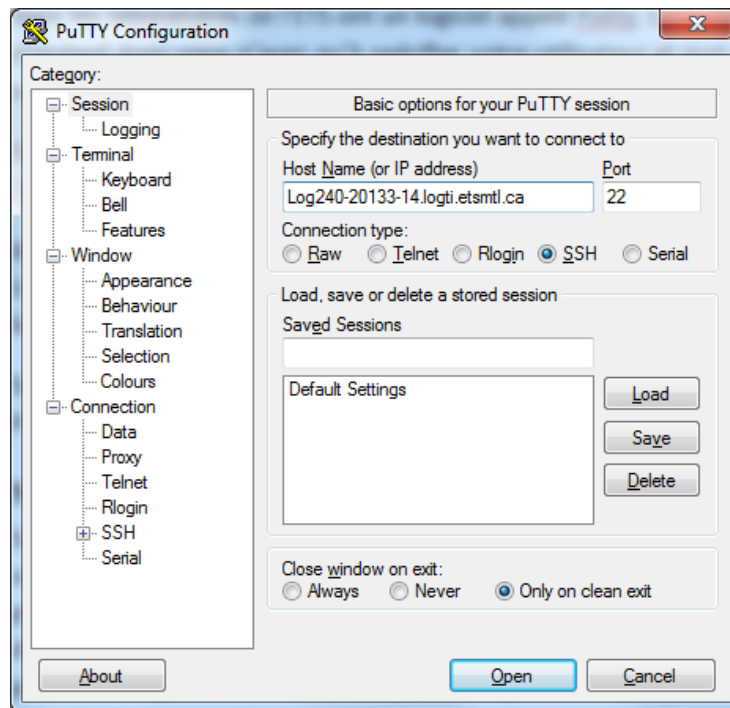 PuTTY Configuration
Category:
Session
Logging
Terminal
Keyboard
Bell
Features
Window
Appearance
Behaviour
Translation
Selection
Colours
Connection
Data
Proxy
Telnet
Rlogin
SSH
Serial
Basic options for your PuTTY session
Specify the destination you want to connect to
Host Name (or IP address) Port
Log240-20133-14.logti.etsmtl.ca 22
Connection type:
Raw Telnet Rlogin SSH Serial
Load, save or delete a stored session
Saved Sessions
Default Settings
Load
Save
Delete
Close window on exit:
Always Never Only on clean exit
About Open Cancel